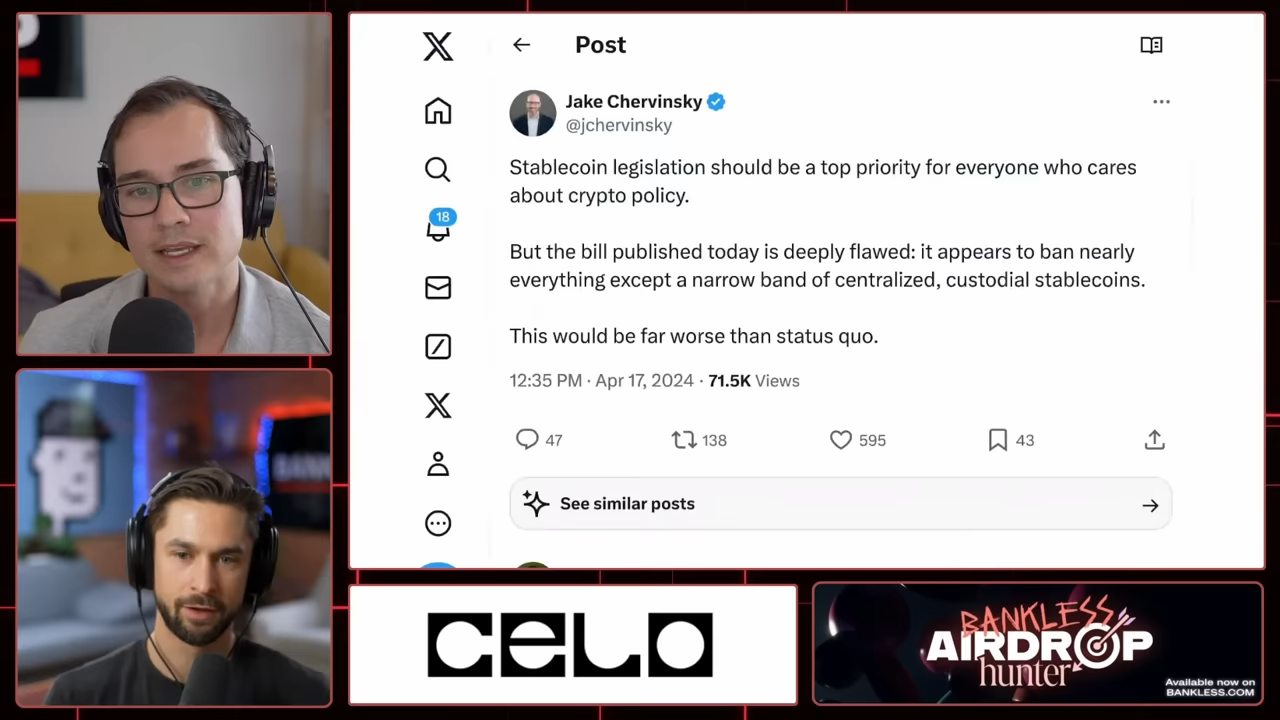 Post
Jake Chervinsky
@jchervinsky
Stablecoin legislation should be a top priority for everyone who cares
about crypto policy.
But the bill published today is deeply flawed: it appears to ban nearly
everything except a narrow band of centralized, custodial stablecoins.
This would be far worse than status quo.
12:35 PM · Apr 17, 2024 · 71.5K Views
47 138 595 43
See similar posts
18
CELO
BANKLESS
AIRDROP
hunter
Available now on
BANKLESS.COM